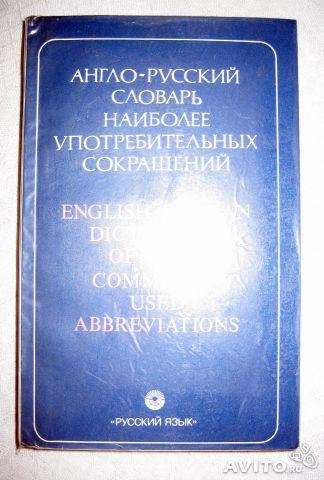 АНГЛО-РУССКИЙ
СЛОВАРЬ
НАИБОЛЕЕ
УПОТРЕБИТЕЛЬНЫХ
СОКРАЩЕНИЙ
ENGLISH
DIC
OF
COMM
USED
ABBREVIATIONS
«РУССКИЙ ЯЗЫК»
AVITO.ru